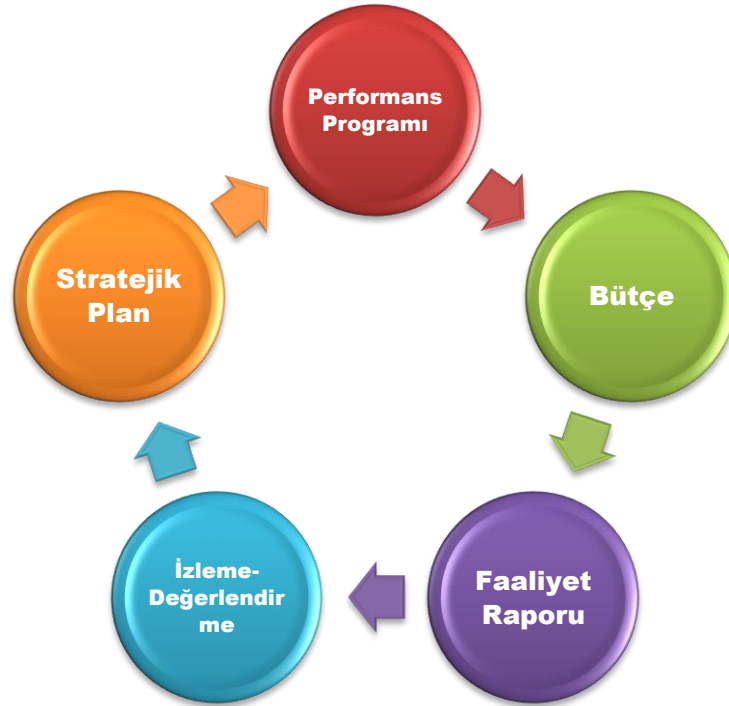 Performans
Programı
Bütçe
Faaliyet
Raporu
İzleme-
Değerlendir
me
Stratejik
Plan